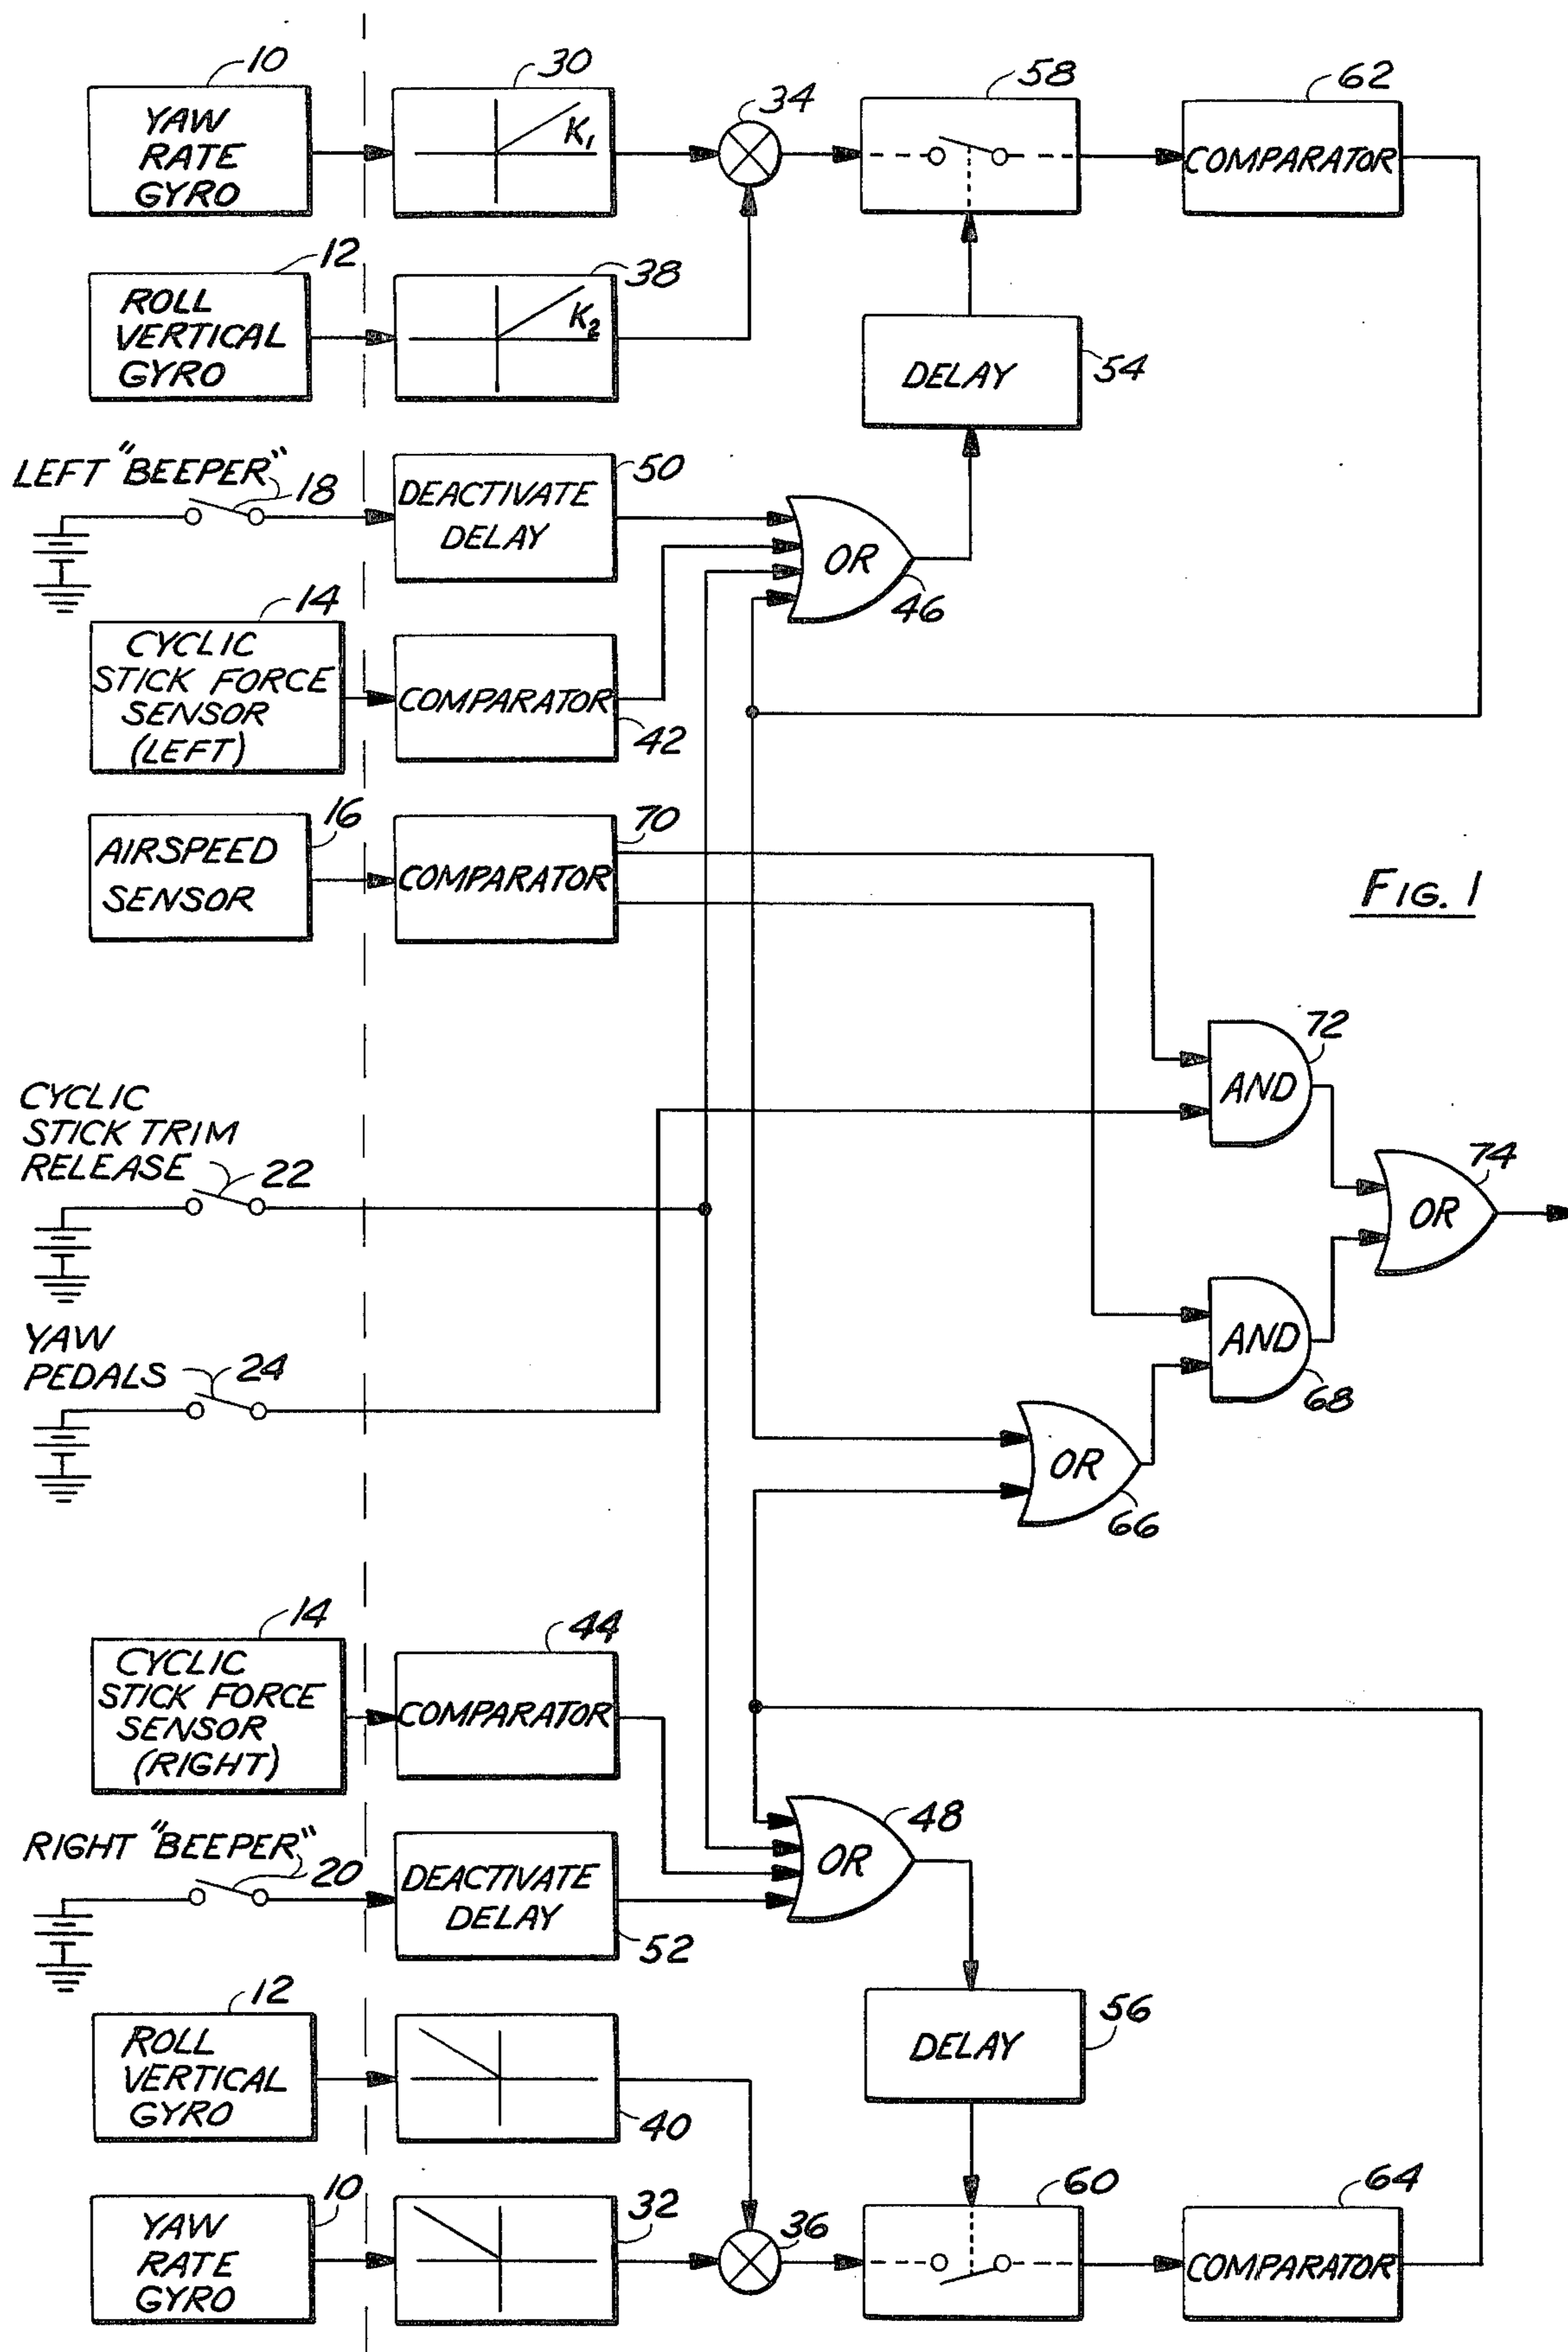 10
30
34
58
62
YAW
RATE
GYRO
K1
COMPARATOR
12
38
ROLL
VERTICAL
GYRO
K2
DELAY
54
LEFT "BEEPER"
18
50
DEACTIVATE
DELAY
OR
46
14
CYCLIC
STICK FORCE
SENSOR
(LEFT)
COMPARATOR
42
16
70
AIRSPEED
SENSOR
COMPARATOR
FIG. 1
72
AND
CYCLIC
STICK TRIM
RELEASE
22
74
OR
YAW
PEDALS
24
AND
68
OR
66
14
44
CYCLIC
STICK FORCE
SENSOR
(RIGHT)
COMPARATOR
48
OR
RIGHT "BEEPER"
20
DEACTIVATE
DELAY
52
12
ROLL
VERTICAL
GYRO
40
DELAY
56
10
32
36
60
64
YAW
RATE
GYRO
COMPARATOR